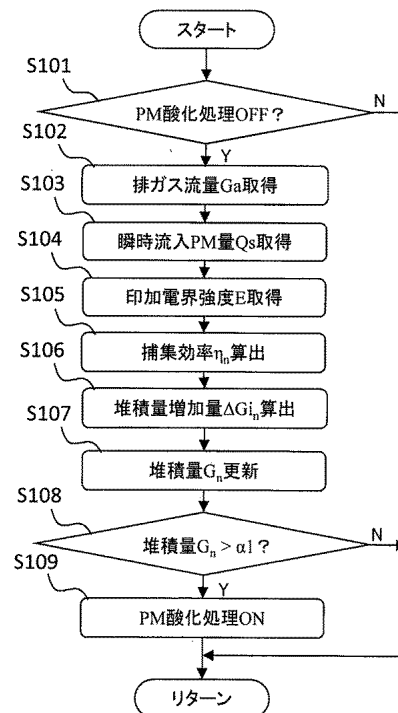 スタート
S101
PM酸化処理OFF？
N
Y
S102
排ガス流量Ga取得
S103
瞬時流入PM量Qs取得
S104
印加電界強度E取得
S105
捕集効率ηn算出
S106
堆積量増加量ΔGin算出
S107
堆積量Gn更新
S108
堆積量Gn > α1？
N
Y
S109
PM酸化処理ON
リターン